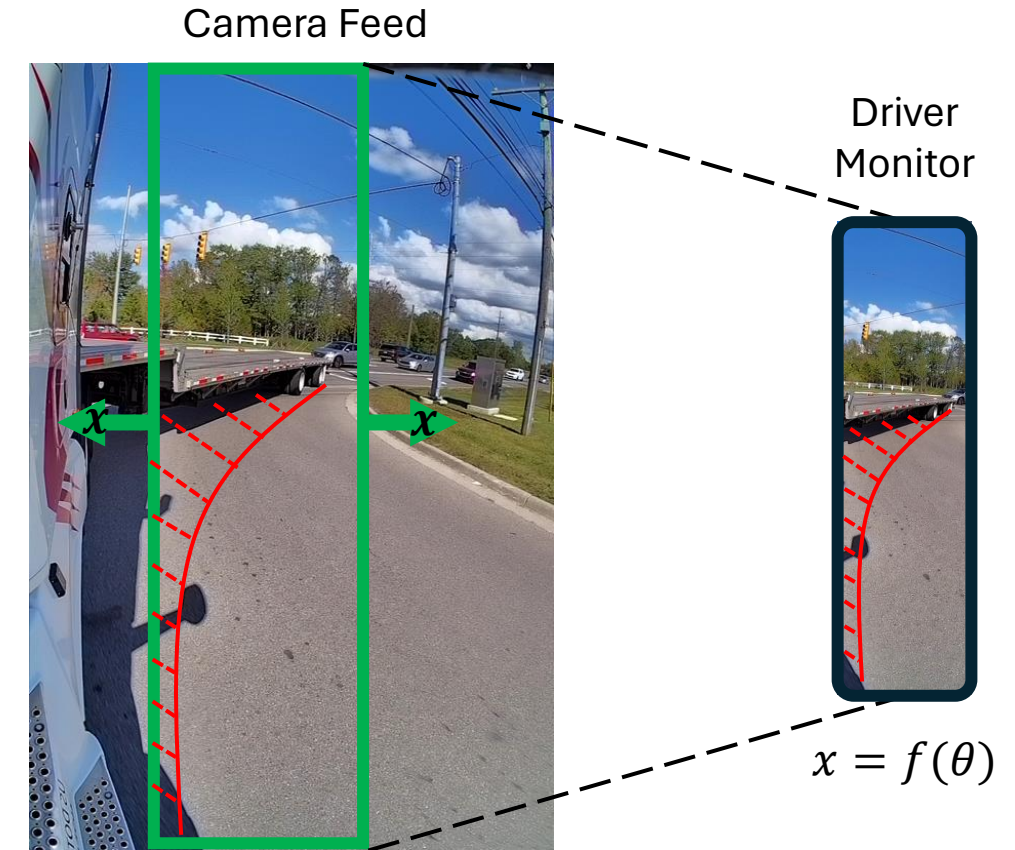 Camera Feed
Driver
Monitor
x
x
x = f(θ)